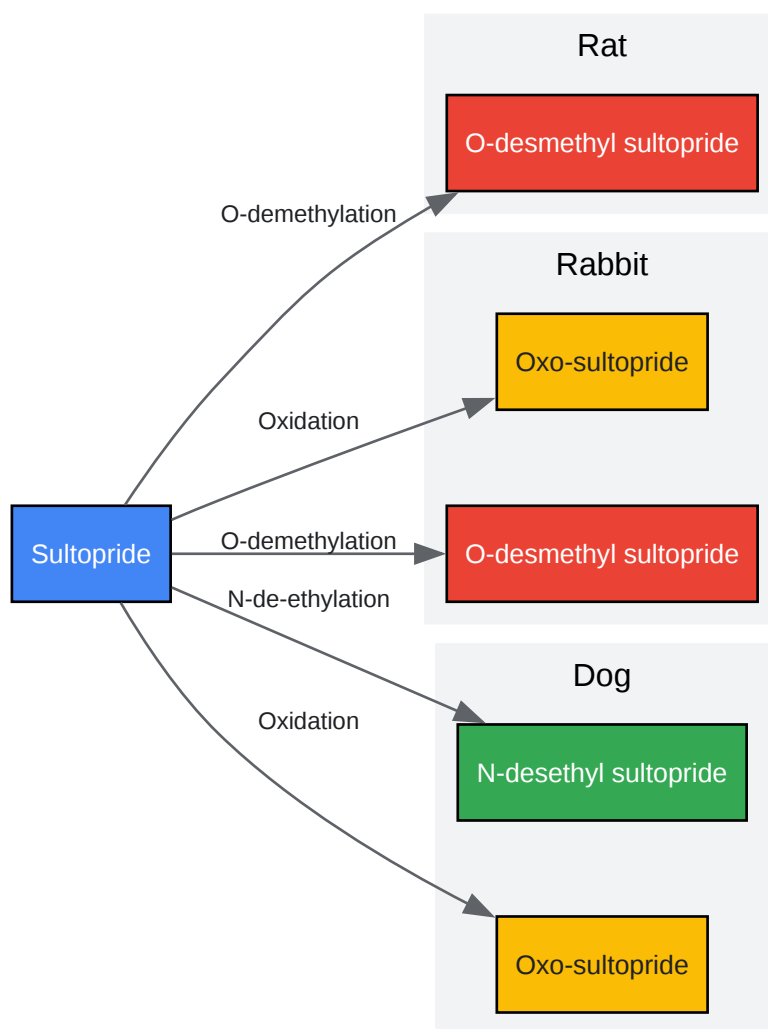 Rat
O-desmethyl sultopride
O-demethylation
Rabbit
Oxo-sultopride
Oxidation
Sultopride
O-demethylation
O-desmethyl sultopride
N-de-ethylation
Dog
Oxidation
N-desethyl sultopride
Oxo-sultopride